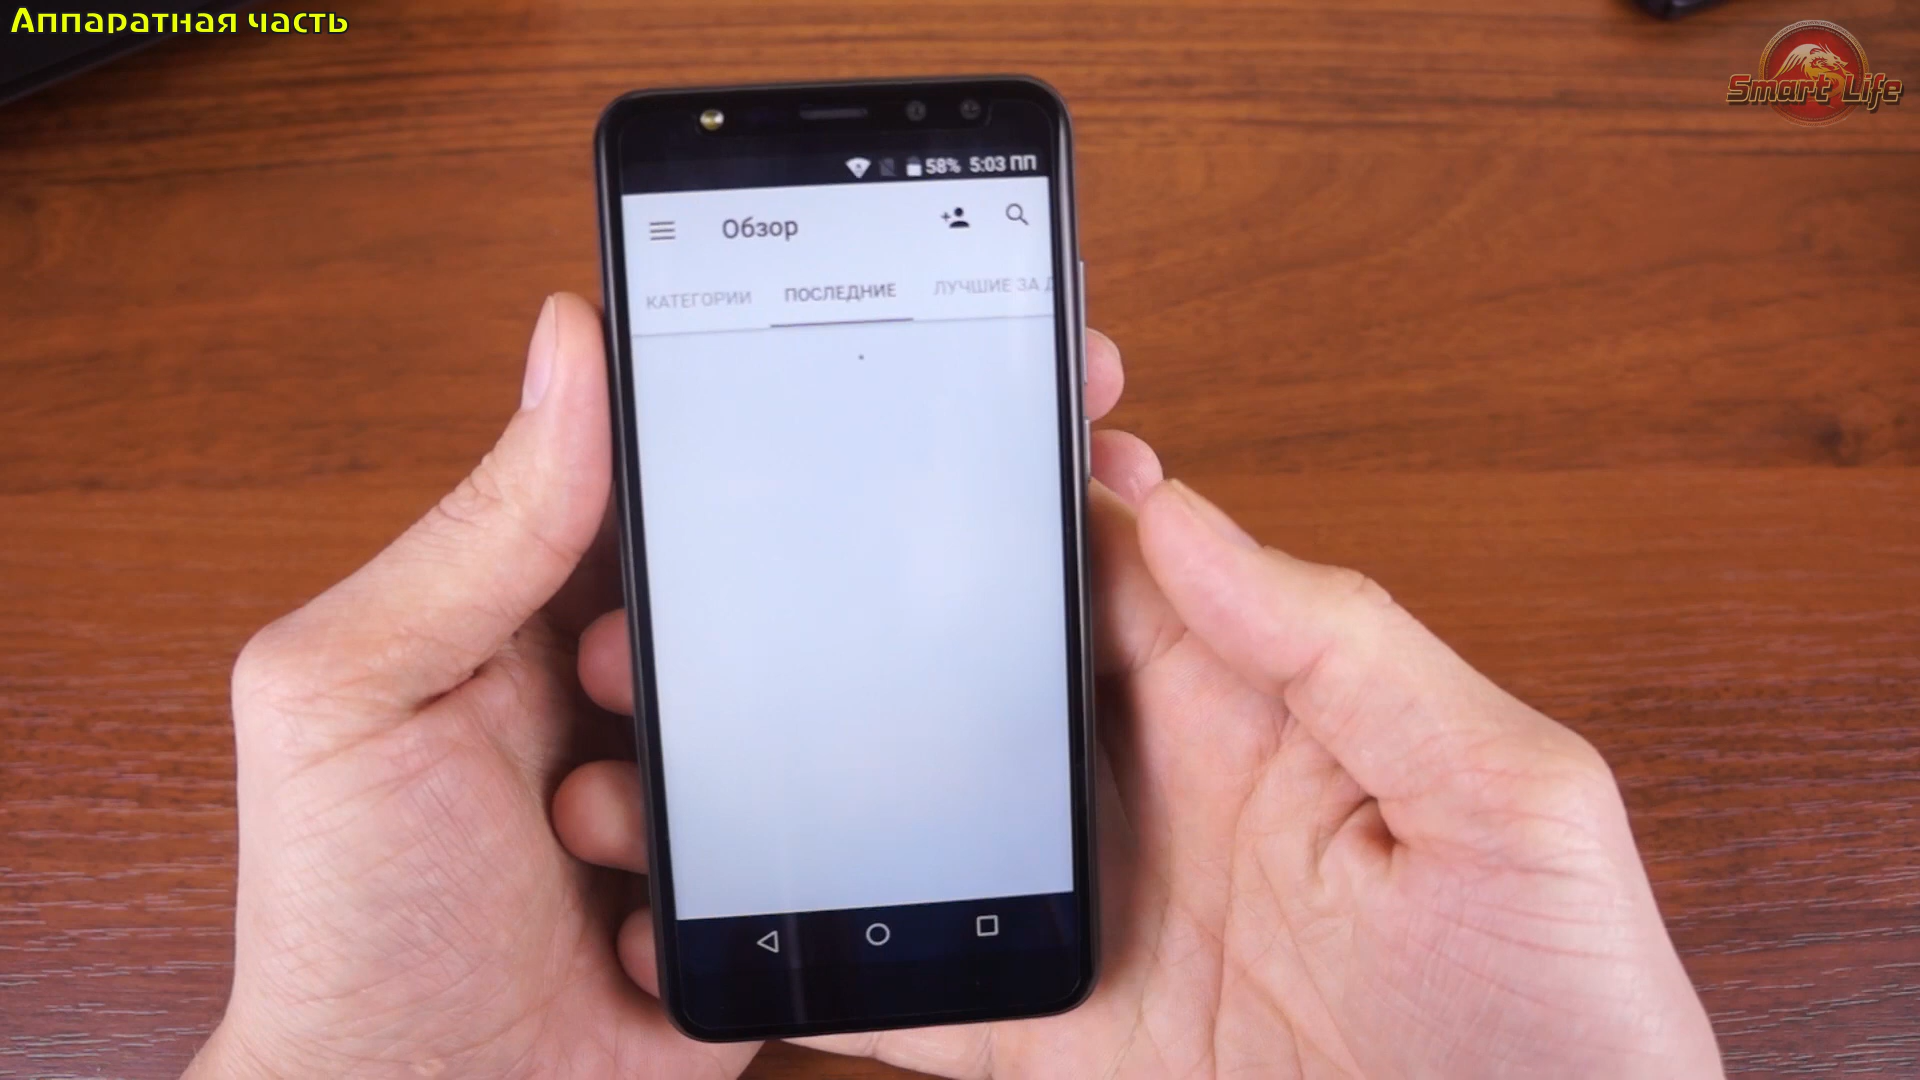 Аппаратная часть
Smart Life
58% 5:03 ПП
Обзор
КАТЕГОРИИ ПОСЛЕДНИЕ ЛУЧШИЕ ЗА Д